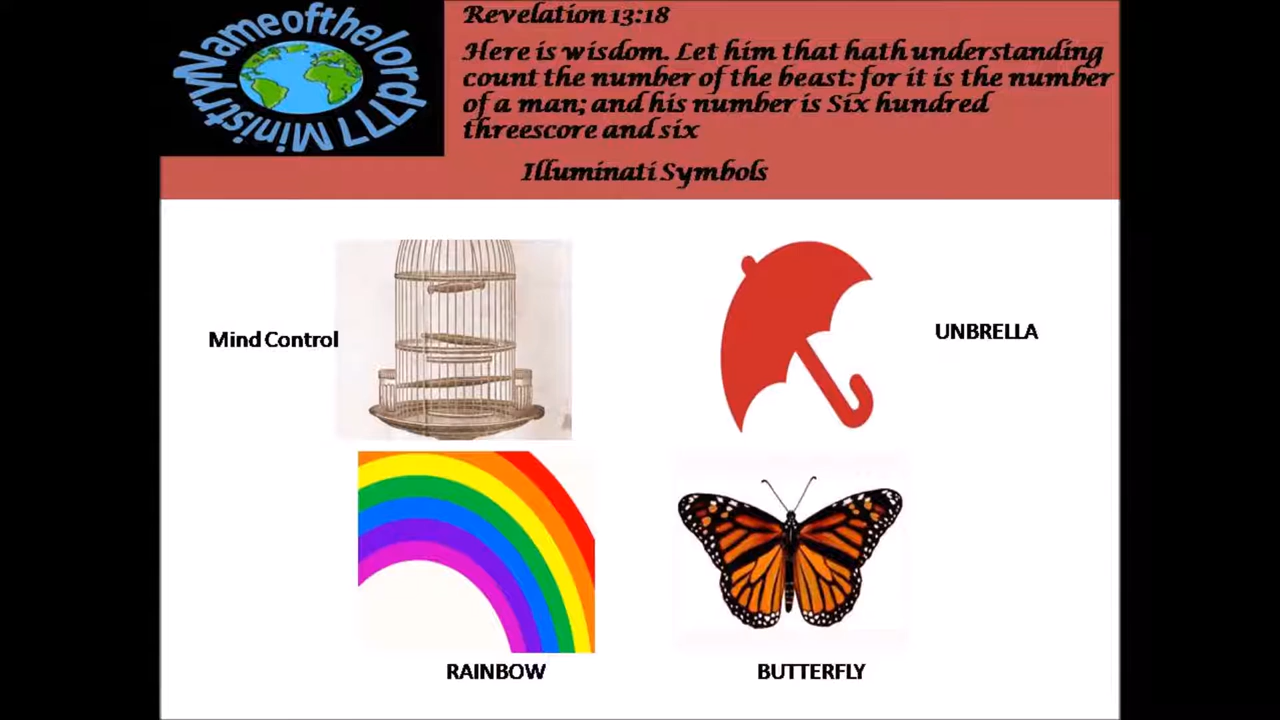 Nameofthelord777 Ministry
Revelation 13:18
Here is wisdom. Let him that hath understanding
count the number of the beast: for it is the number
of a man; and his number is Six hundred
threescore and six
Illuminati Symbols
Mind Control
UNBRELLA
RAINBOW
BUTTERFLY